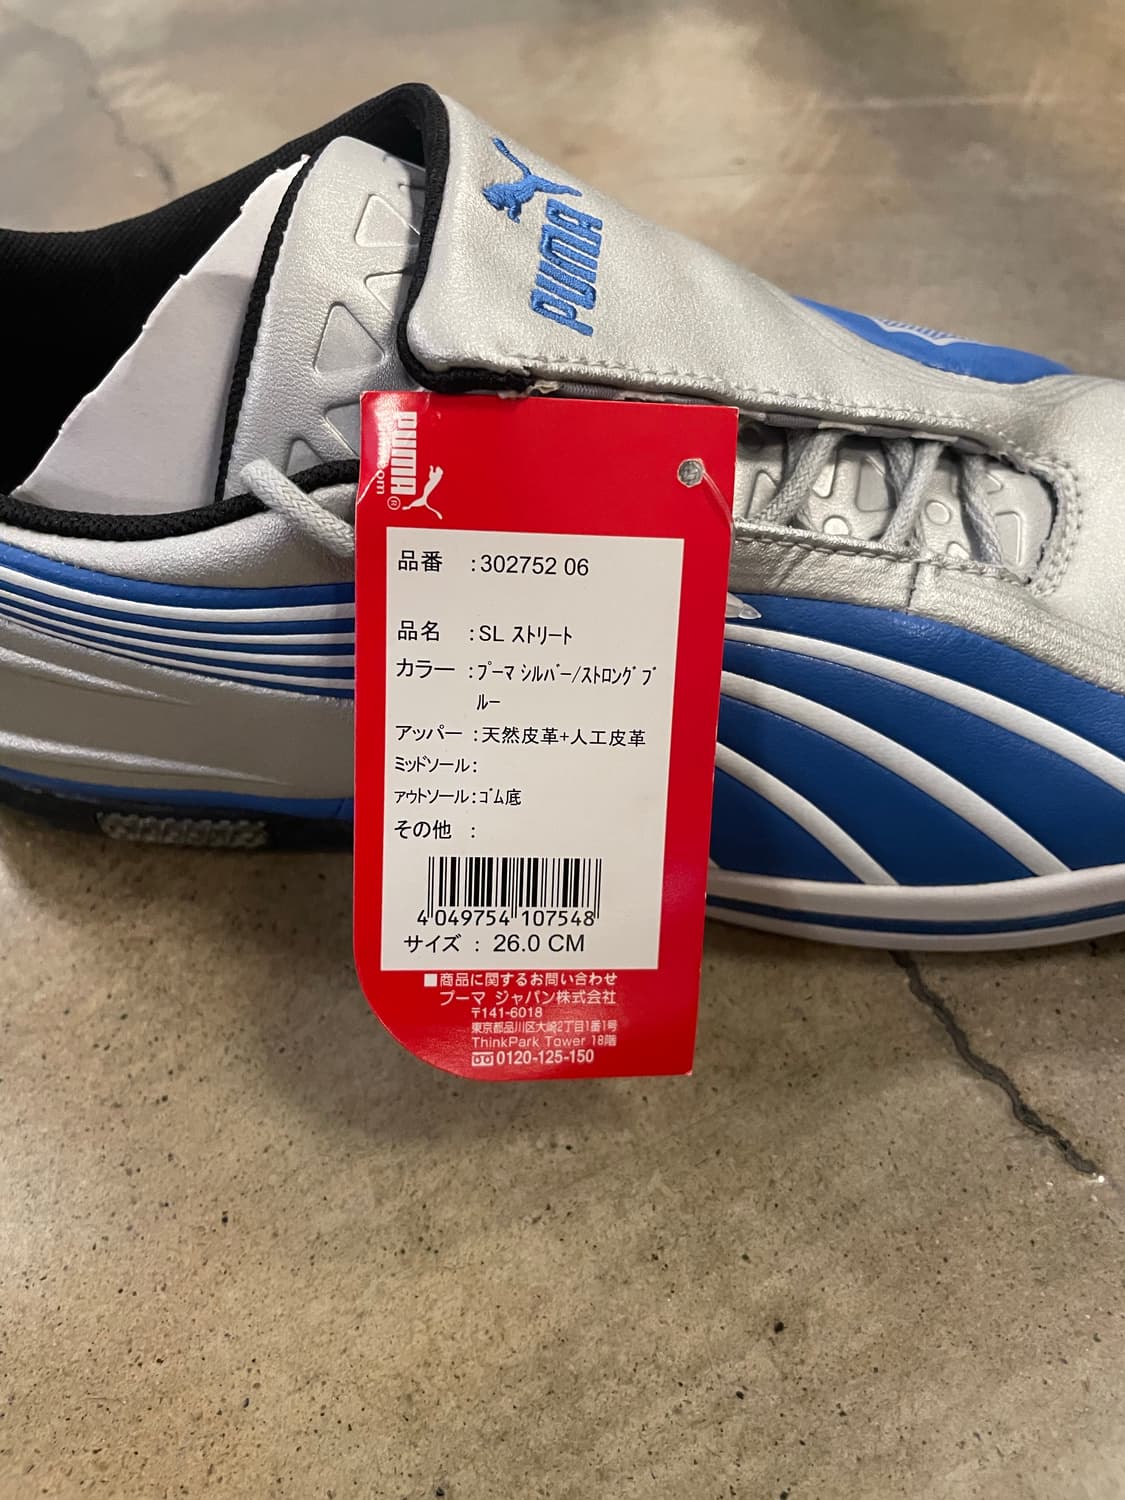 PUMA
PUMA®
.com
品番 :302752 06
品名 :SL ｽﾄﾘｰﾄ
カラー :ﾌﾟｰﾏ ｼﾙﾊﾞｰ/ｽﾄﾛﾝｸﾞﾌﾞ
ﾙｰ
アッパー :天然皮革+人工皮革
ﾐｯﾄﾞｿｰﾙ:
ｱｳﾄｿｰﾙ:ｺﾞﾑ底
その他 :
4 049754 107548
サイズ : 26.0 CM
■商品に関するお問い合わせ
プーマ ジャパン株式会社
〒141-6018
東京都品川区大崎2丁目1番1号
ThinkPark Tower 18階
0120-125-150